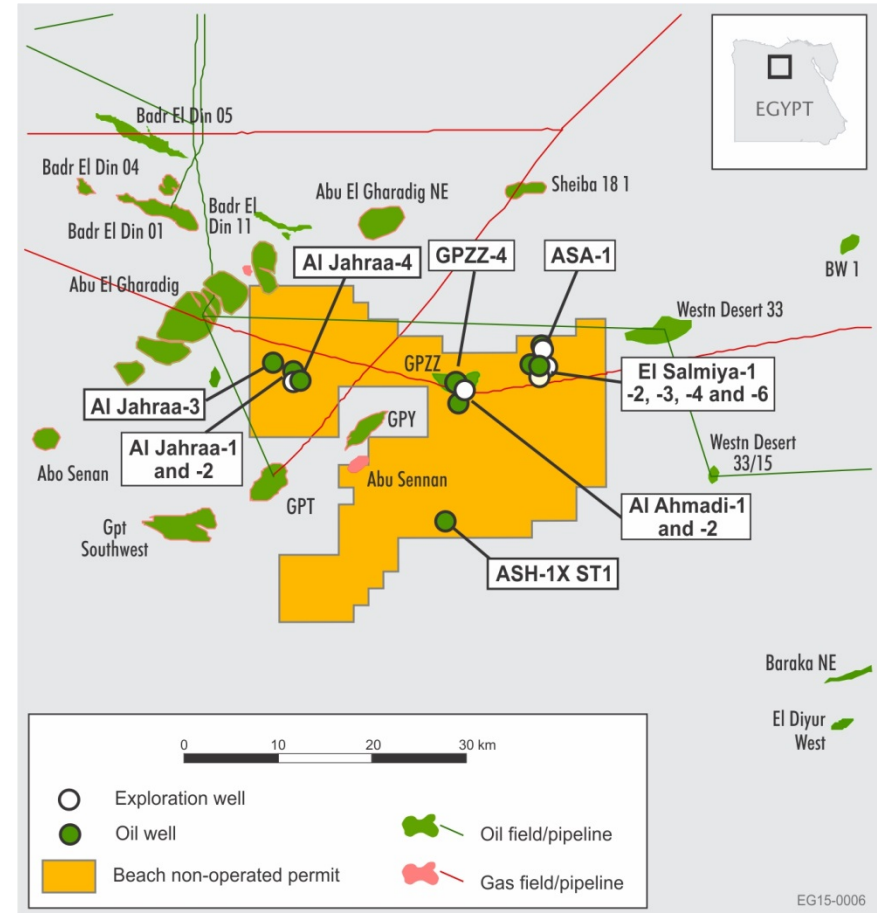 EGYPT
Badr El Din 05
Badr El Din 04
Badr El Din 01
Badr El
Din 11
Abu El Gharadig NE
Sheiba 18 1
BW 1
Abu El Gharadig
Al Jahraa-4
GPZZ-4
ASA-1
Westn Desert 33
GPZZ
Al Jahraa-3
El Salmiya-1
-2, -3, -4 and -6
Al Jahraa-1
and -2
GPY
Abo Senan
Abu Sennan
Westn Desert
33/15
GPT
Gpt
Southwest
Al Ahmadi-1
and -2
ASH-1X ST1
Baraka NE
El Diyur
West
0 10 20 30 km
Exploration well
Oil well
Beach non-operated permit
Oil field/pipeline
Gas field/pipeline
EG15-0006